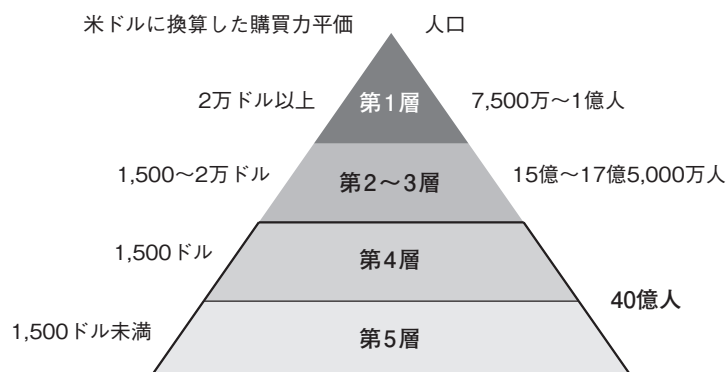 米ドルに換算した購買力平価 人口
2万ドル以上 第1層 7,500万〜1億人
1,500〜2万ドル 第2〜3層 15億〜17億5,000万人
1,500ドル 第4層
40億人
1,500ドル未満 第5層